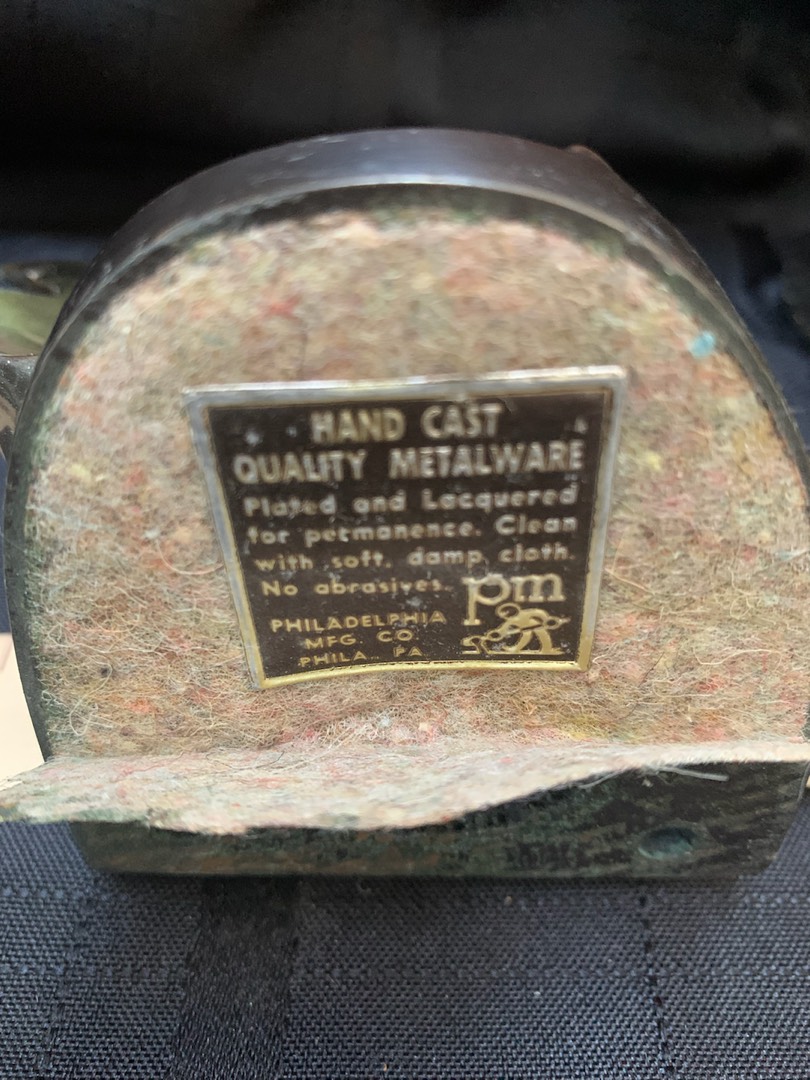 HAND CAST
QUALITY METALWARE
Plated and Lacquered
for permanence. Clean
with soft, damp cloth.
No abrasives.
pm
PHILADELPHIA
MFG. CO
PHILA., PA